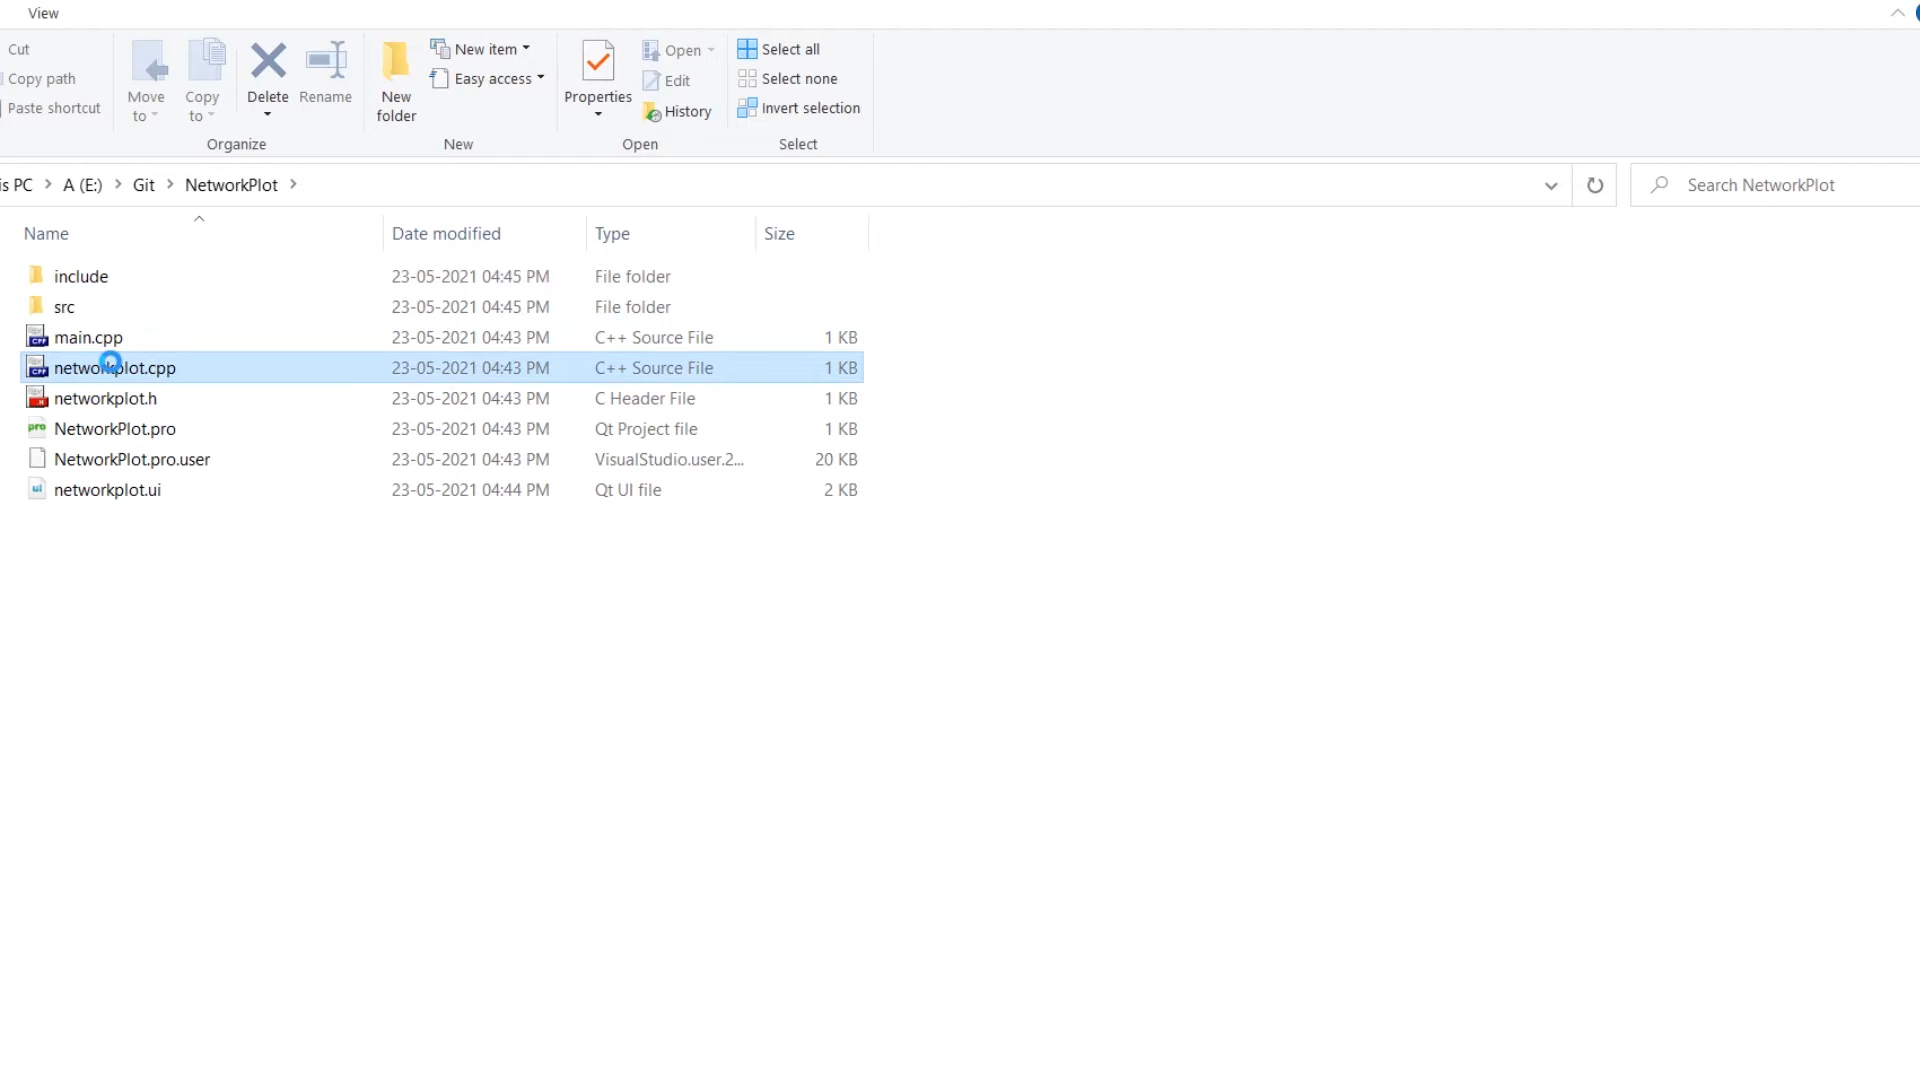 View
Cut
Copy path
Paste shortcut
Move to
Copy to
Delete
Rename
Organize
New folder
New item
Easy access
New
Properties
Open
Edit
History
Open
Select all
Select none
Invert selection
Select
is PC > A (E:) > Git > NetworkPlot >
Search NetworkPlot
Name Date modified Type Size
include 23-05-2021 04:45 PM File folder
src 23-05-2021 04:45 PM File folder
main.cpp 23-05-2021 04:43 PM C++ Source File 1 KB
networkplot.cpp 23-05-2021 04:43 PM C++ Source File 1 KB
networkplot.h 23-05-2021 04:43 PM C Header File 1 KB
NetworkPlot.pro 23-05-2021 04:43 PM Qt Project file 1 KB
NetworkPlot.pro.user 23-05-2021 04:43 PM VisualStudio.user.2... 20 KB
networkplot.ui 23-05-2021 04:44 PM Qt UI file 2 KB